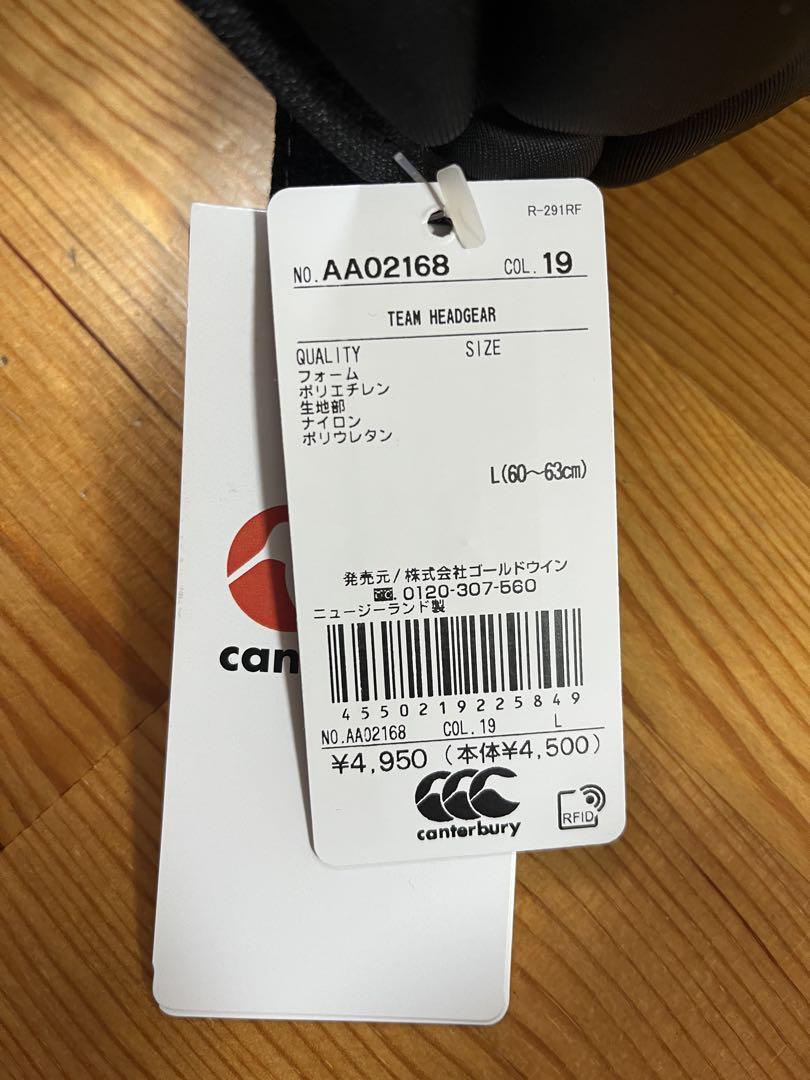 R-291RF
NO. AA02168 COL. 19
TEAM HEADGEAR
QUALITY SIZE
フォーム
ポリエチレン
生地部
ナイロン
ポリウレタン
L(60～63cm)
発売元/株式会社ゴールドウイン
0120-307-560
ニュージーランド製
4550219225849
NO.AA02168 COL.19 L
¥4,950 (本体¥4,500)
canterbury
RFID
can